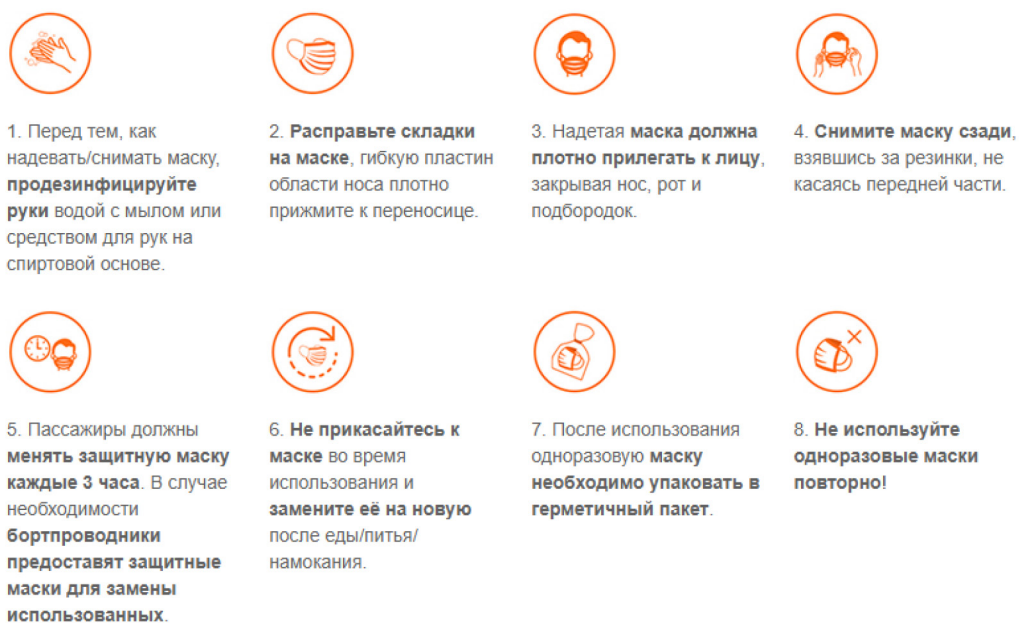 1. Перед тем, как
надевать/снимать маску,
продезинфицируйте
руки водой с мылом или
средством для рук на
спиртовой основе.
2. Расправьте складки
на маске, гибкую пластин
области носа плотно
прижмите к переносице.
3. Надетая маска должна
плотно прилегать к лицу,
закрывая нос, рот и
подбородок.
4. Снимите маску сзади,
взявшись за резинки, не
касаясь передней части.
5. Пассажиры должны
менять защитную маску
каждые 3 часа. В случае
необходимости
бортпроводники
предоставят защитные
маски для замены
использованных.
6. Не прикасайтесь к
маске во время
использования и
замените её на новую
после еды/питья/
намокания.
7. После использования
одноразовую маску
необходимо упаковать в
герметичный пакет.
8. Не используйте
одноразовые маски
повторно!